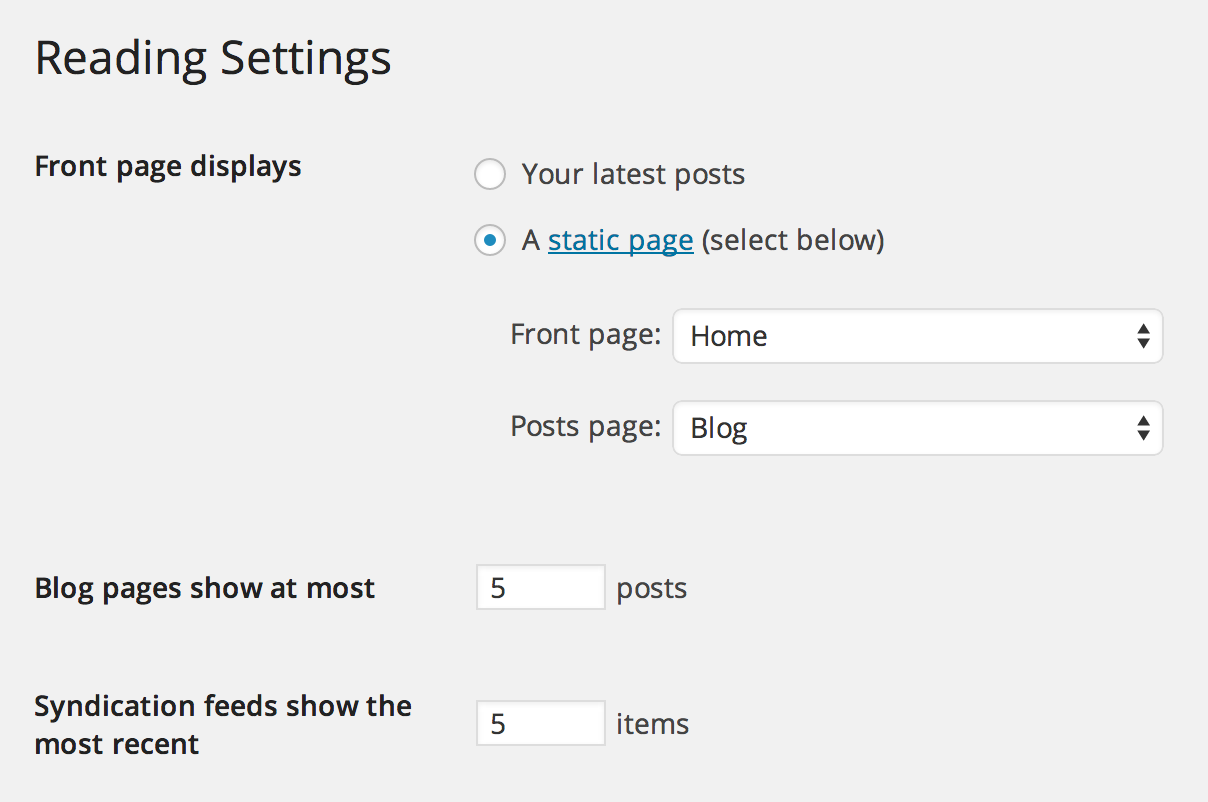 Reading Settings
Front page displays
Your latest posts
A static page (select below)
Front page: Home
Posts page: Blog
Blog pages show at most 5 posts
Syndication feeds show the
most recent
5 items